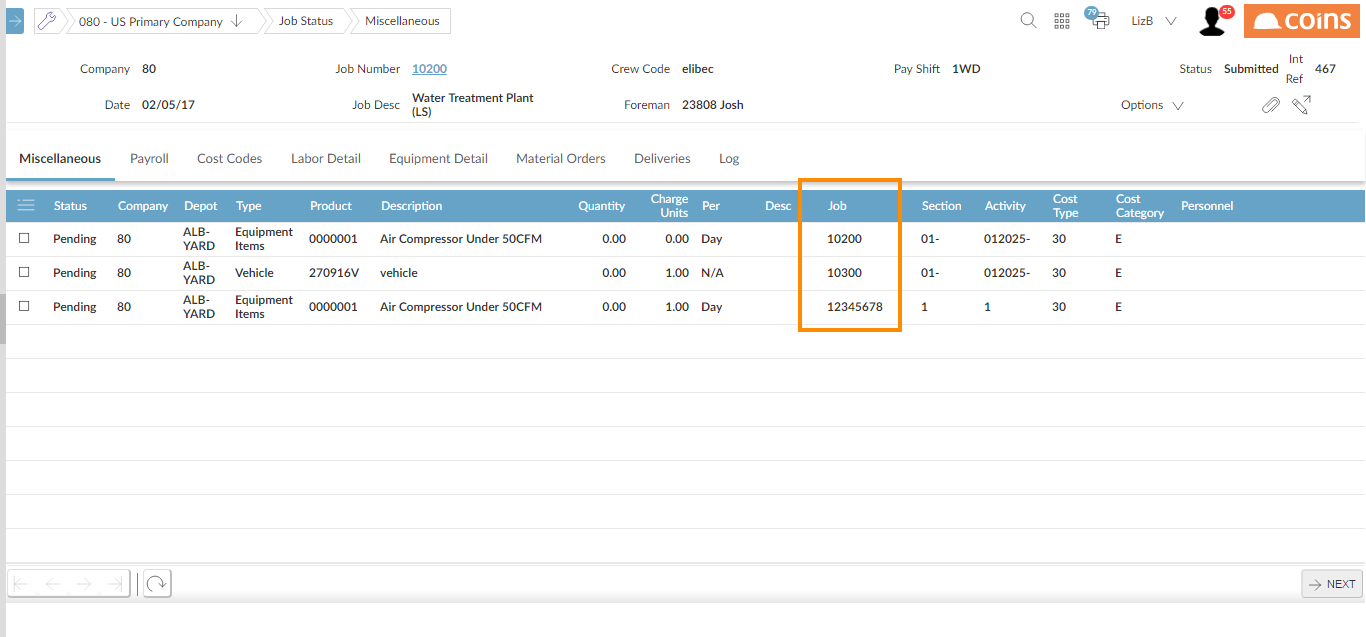 080 - US Primary Company Job Status Miscellaneous 79 LizB 55 coins
Company 80 Job Number 10200 Crew Code elibec Pay Shift 1WD Status Submitted Int Ref 467
Date 02/05/17 Job Desc Water Treatment Plant (LS) Foreman 23808 Josh Options
Miscellaneous Payroll Cost Codes Labor Detail Equipment Detail Material Orders Deliveries Log
Status Company Depot Type Product Description Quantity Charge Units Per Desc Job Section Activity Cost Type Cost Category Personnel
Pending 80 ALB-YARD Equipment Items 0000001 Air Compressor Under 50CFM 0.00 0.00 Day 10200 01- 012025- 30 E
Pending 80 ALB-YARD Vehicle 270916V vehicle 0.00 1.00 N/A 10300 01- 012025- 30 E
Pending 80 ALB-YARD Equipment Items 0000001 Air Compressor Under 50CFM 0.00 1.00 Day 12345678 1 1 30 E
NEXT